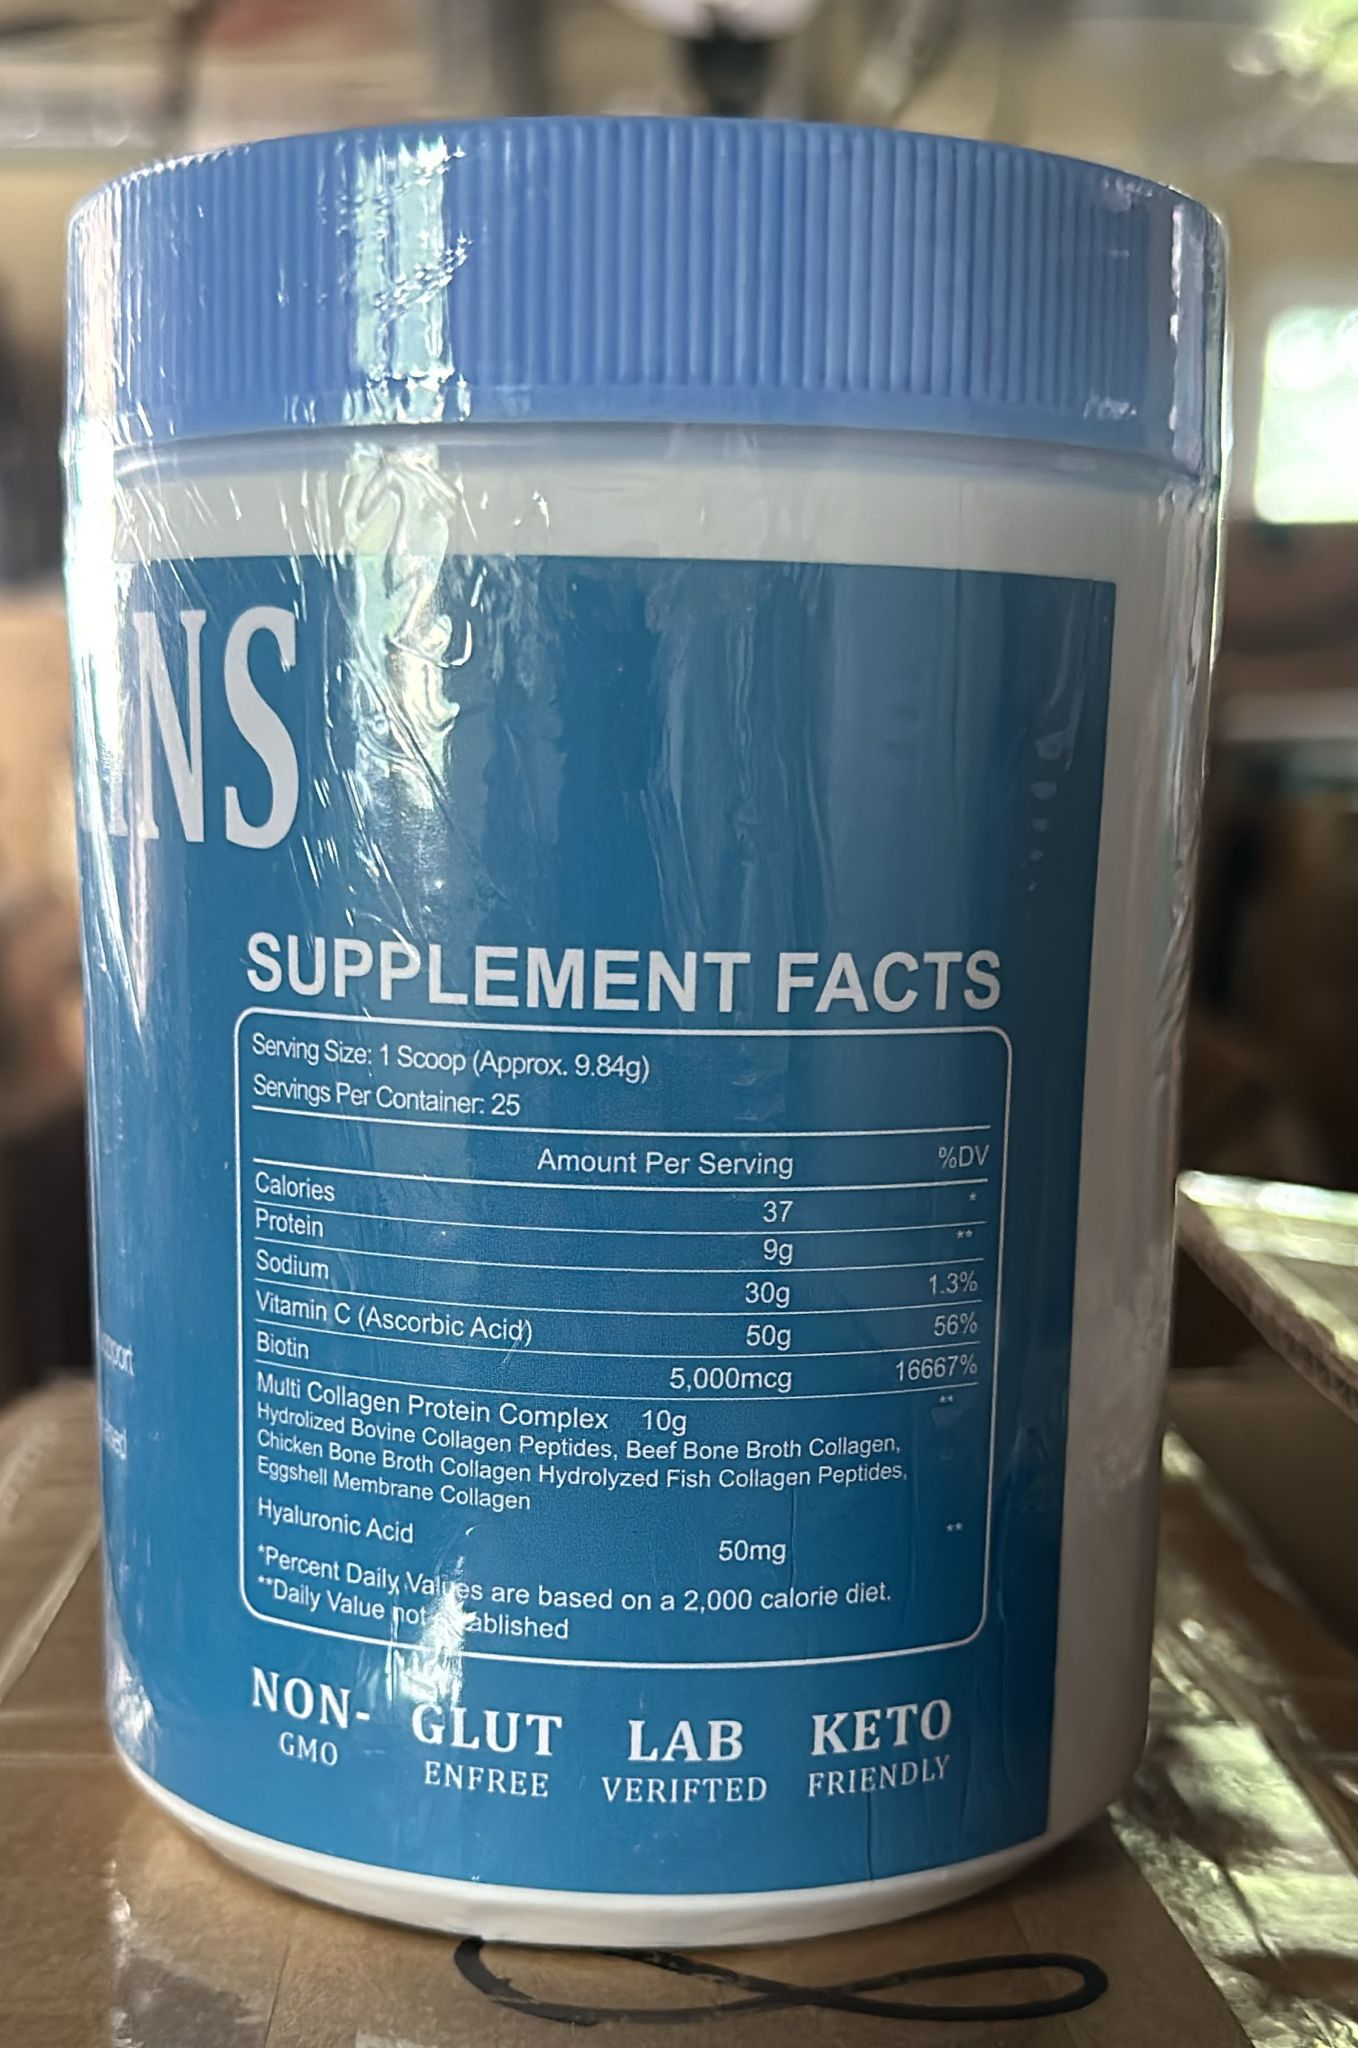 NS
SUPPLEMENT FACTS
Serving Size: 1 Scoop (Approx. 9.84g)
Servings Per Container: 25
Amount Per Serving %DV
Calories 37 *
Protein 9g **
Sodium 30g 1.3%
Vitamin C (Ascorbic Acid) 50g 56%
Biotin 5,000mcg 16667%
Multi Collagen Protein Complex 10g **
Hydrolized Bovine Collagen Peptides, Beef Bone Broth Collagen,
Chicken Bone Broth Collagen Hydrolyzed Fish Collagen Peptides,
Eggshell Membrane Collagen
Hyaluronic Acid 50mg **
*Percent Daily Values are based on a 2,000 calorie diet.
**Daily Value not ablished
NON- GLUT LAB KETO
GMO ENFREE VERIFTED FRIENDLY